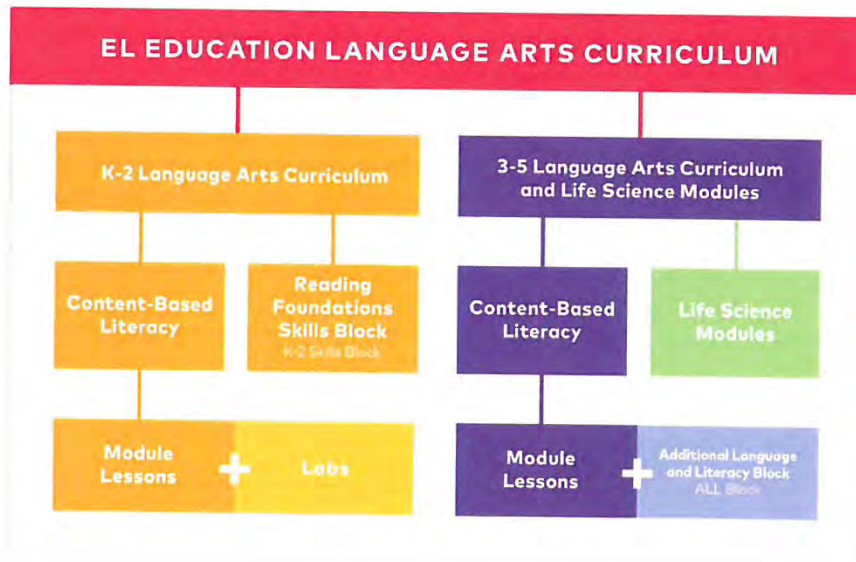 EL EDUCATION LANGUAGE ARTS CURRICULUM
K-2 Language Arts Curriculum
3-5 Language Arts Curriculum
and Life Science Modules
Content-Based
Literacy
Reading
Foundations
Skills Block
K-2 Skills Block
Content-Based
Literacy
Life Science
Modules
Module
Lessons
+
Labs
Module
Lessons
+
Additional Language
and Literacy Block
ALL Block